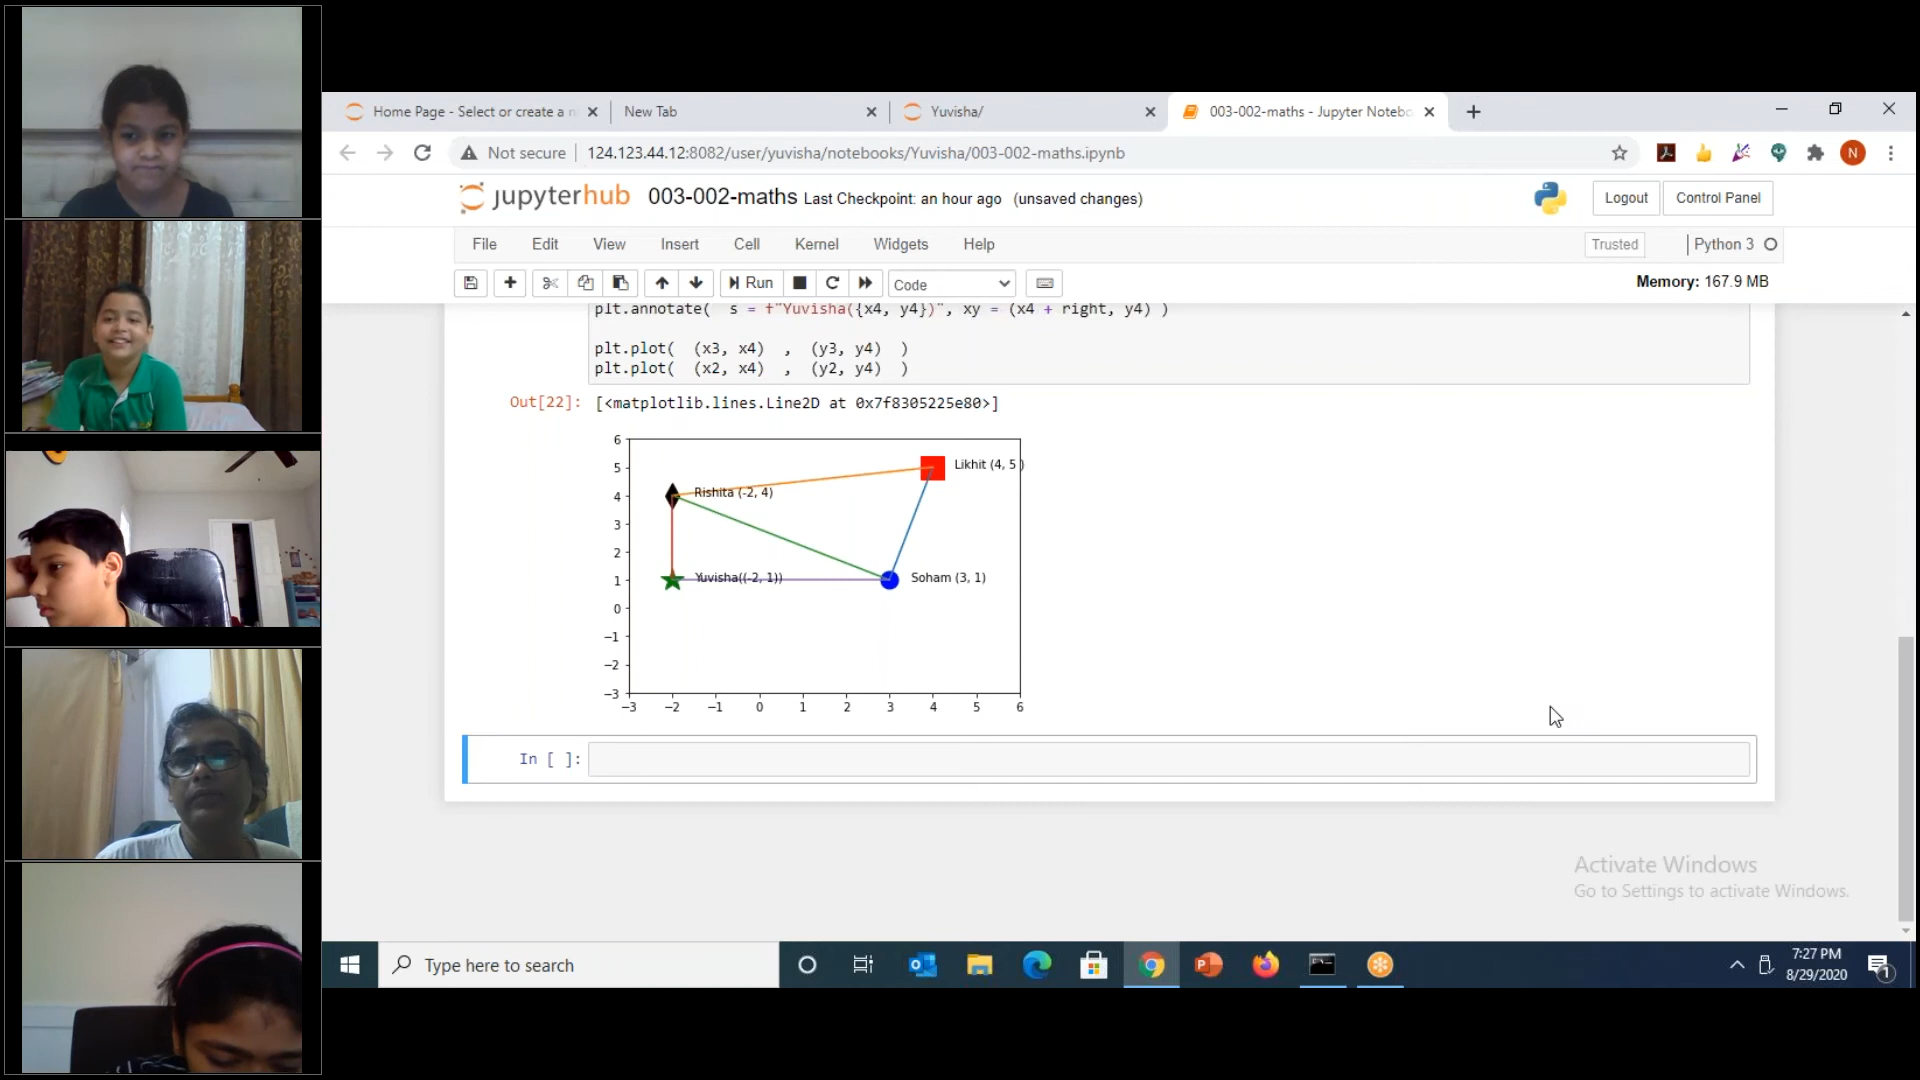 Home Page - Select or create a n
New Tab
Yuvisha/
003-002-maths - Jupyter Notebo
Not secure
124.123.44.12:8082/user/yuvisha/notebooks/Yuvisha/003-002-maths.ipynb
N
jupyterhub
003-002-maths Last Checkpoint: an hour ago (unsaved changes)
Logout
Control Panel
File Edit View Insert Cell Kernel Widgets Help
Trusted
Python 3
Run
Code
Memory: 167.9 MB
plt.annotate(  s = f"Yuvisha({x4, y4})", xy = (x4 + right, y4) )
plt.plot(  (x3, x4)  ,  (y3, y4)  )
plt.plot(  (x2, x4)  ,  (y2, y4)  )
Out[22]: [<matplotlib.lines.Line2D at 0x7f8305225e80>]
6
5
4
3
2
1
0
−1
−2
−3
Likhit (4, 5 )
Rishita (-2, 4)
Yuvisha((-2, 1))
Soham (3, 1)
−3 −2 −1 0 1 2 3 4 5 6
In [ ]:
Activate Windows
Go to Settings to activate Windows.
Type here to search
7:27 PM
8/29/2020
1